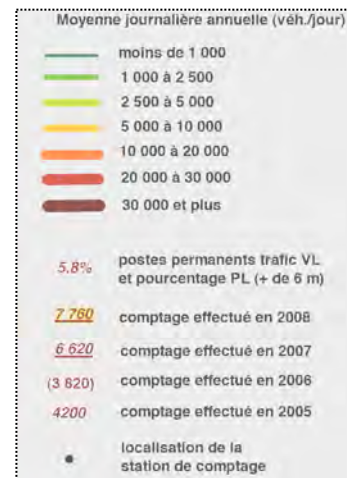 Moyenne journalière annuelle (véh./jour)
moins de 1 000
1 000 à 2 500
2 500 à 5 000
5 000 à 10 000
10 000 à 20 000
20 000 à 30 000
30 000 et plus
5.8% postes permanents trafic VL
et pourcentage PL (+ de 6 m)
7 760 comptage effectué en 2008
6 620 comptage effectué en 2007
(3 820) comptage effectué en 2006
4200 comptage effectué en 2005
localisation de la
station de comptage